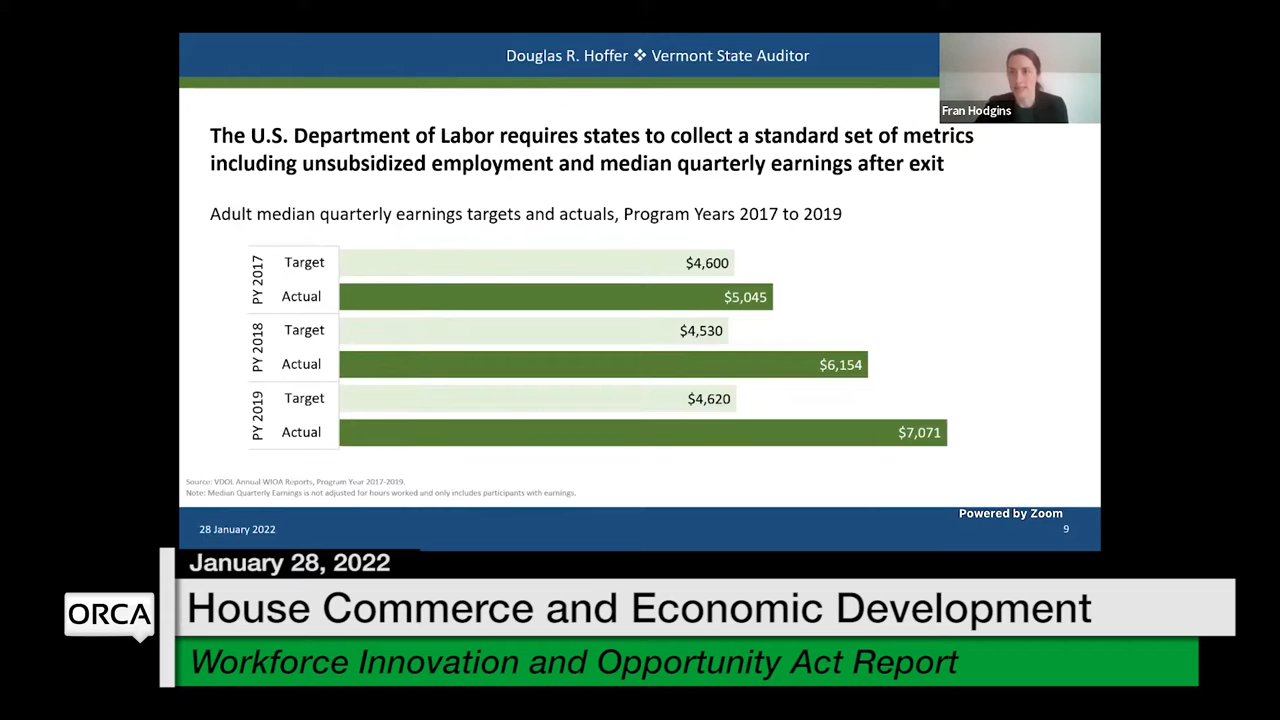 Douglas R. Hoffer ❖ Vermont State Auditor
Fran Hodgins
The U.S. Department of Labor requires states to collect a standard set of metrics
including unsubsidized employment and median quarterly earnings after exit
Adult median quarterly earnings targets and actuals, Program Years 2017 to 2019
PY 2017
Target
$4,600
Actual
$5,045
PY 2018
Target
$4,530
Actual
$6,154
PY 2019
Target
$4,620
Actual
$7,071
Source: VDOL Annual WIOA Reports, Program Year 2017-2019.
Note: Median Quarterly Earnings is not adjusted for hours worked and only includes participants with earnings.
Powered by Zoom
28 January 2022
9
January 28, 2022
ORCA
House Commerce and Economic Development
Workforce Innovation and Opportunity Act Report